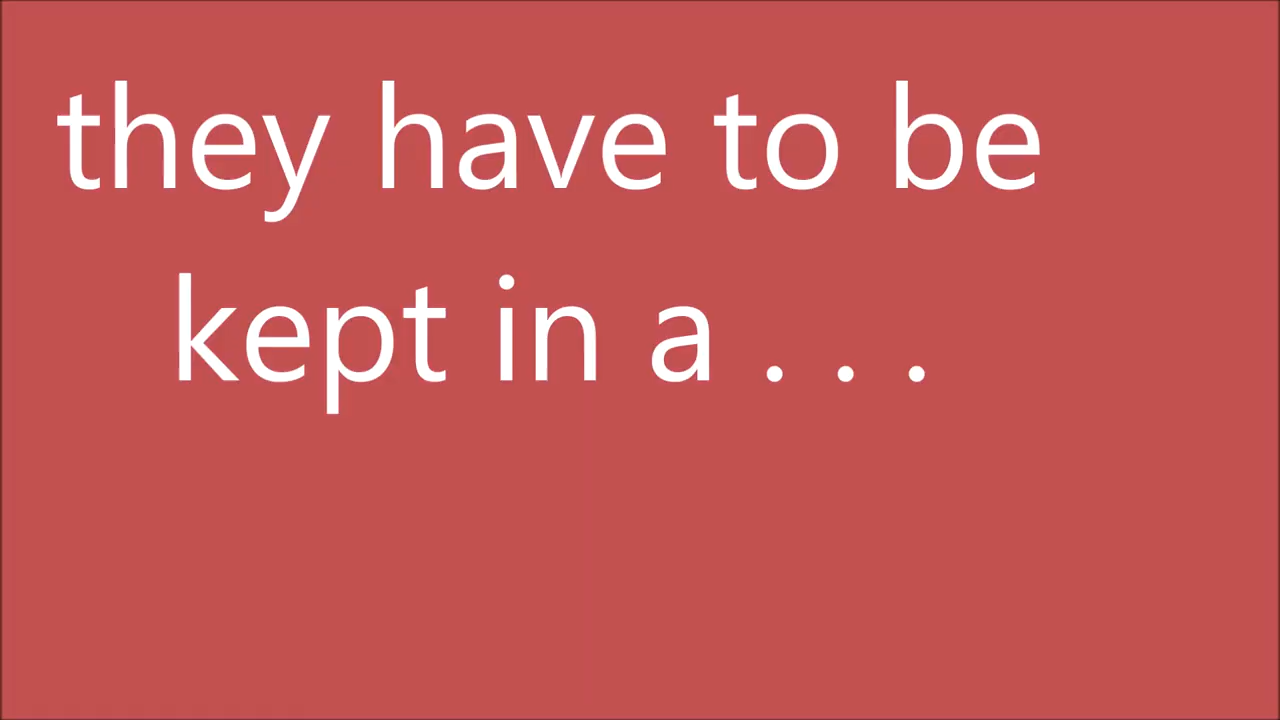 they have to be
kept in a . . .